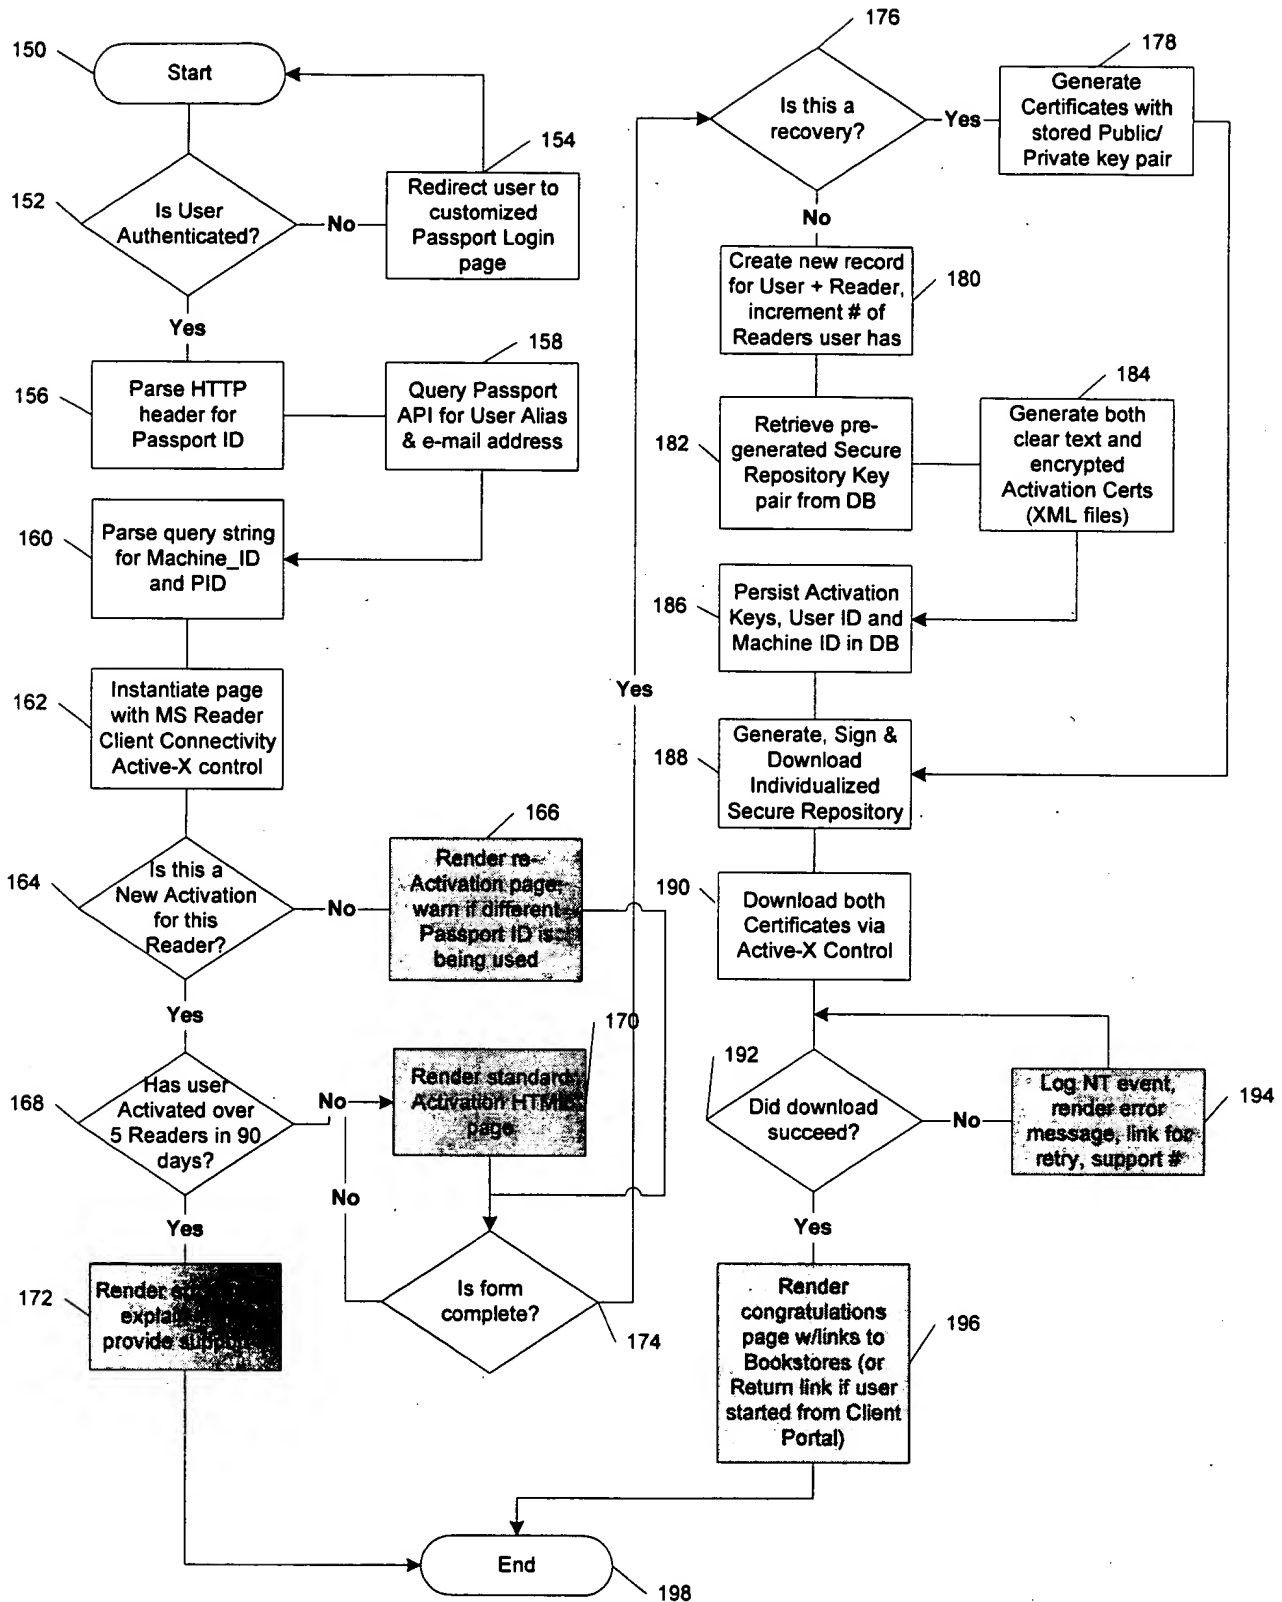 150
Start
152
Is User
Authenticated?
No
154
Redirect user to
customized
Passport Login
page
Yes
156
Parse HTTP
header for
Passport ID
158
Query Passport
API for User Alias
& e-mail address
160
Parse query string
for Machine_ID
and PID
162
Instantiate page
with MS Reader
Client Connectivity
Active-X control
164
Is this a
New Activation
for this
Reader?
No
166
Render re-
Activation page,
warn if different
Passport ID is
being used
Yes
168
Has user
Activated over
5 Readers in 90
days?
No
170
Render standard
Activation HTML
page
No
Yes
172
Render
provide
Is form
complete?
174
Yes
176
Is this a
recovery?
Yes
178
Generate
Certificates with
stored Public/
Private key pair
No
Create new record
for User + Reader,
increment # of
Readers user has
180
182
Retrieve pre-
generated Secure
Repository Key
pair from DB
184
Generate both
clear text and
encrypted
Activation Certs
(XML files)
186
Persist Activation
Keys, User ID and
Machine ID in DB
188
Generate, Sign &
Download
Individualized
Secure Repository
190
Download both
Certificates via
Active-X Control
192
Did download
succeed?
No
Log NT event,
render error
message, link for
retry, support #
194
Yes
Render
congratulations
page w/links to
Bookstores (or
Return link if user
started from Client
Portal)
196
End
198